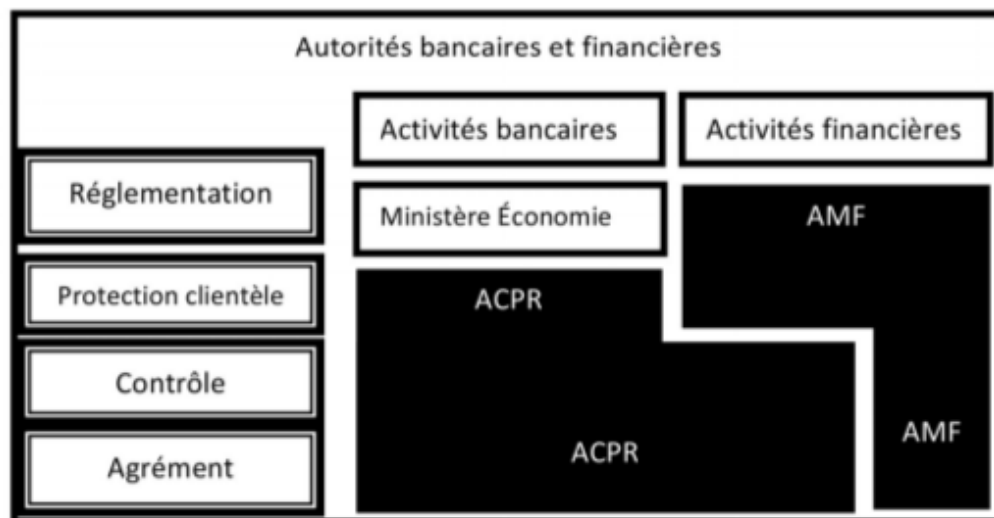 Autorités bancaires et financières
Activités bancaires
Activités financières
Réglementation
Ministère Économie
AMF
Protection clientèle
ACPR
Contrôle
ACPR
AMF
Agrément